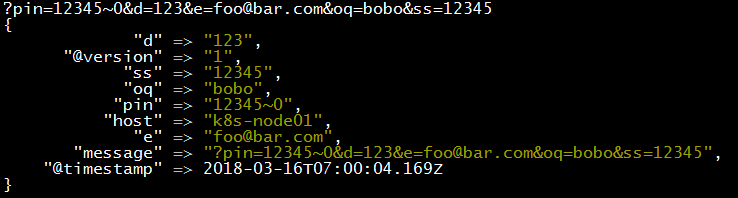 ?pin=12345~0&d=123&e=foo@bar.com&oq=bobo&ss=12345
{
"d" => "123",
"@version" => "1",
"ss" => "12345",
"oq" => "bobo",
"pin" => "12345~0",
"host" => "k8s-node01",
"e" => "foo@bar.com",
"message" => "?pin=12345~0&d=123&e=foo@bar.com&oq=bobo&ss=12345",
"@timestamp" => 2018-03-16T07:00:04.169Z
}